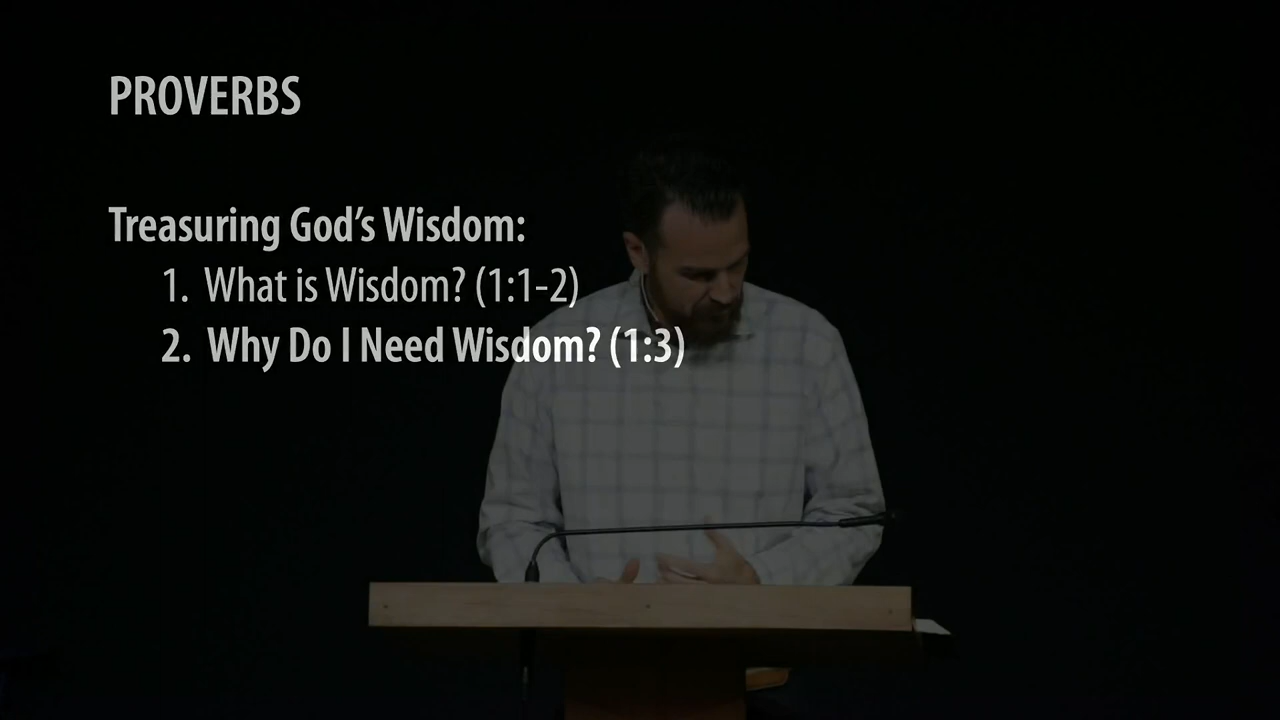 PROVERBS
Treasuring God’s Wisdom:
1. What is Wisdom? (1:1-2)
2. Why Do I Need Wisdom? (1:3)